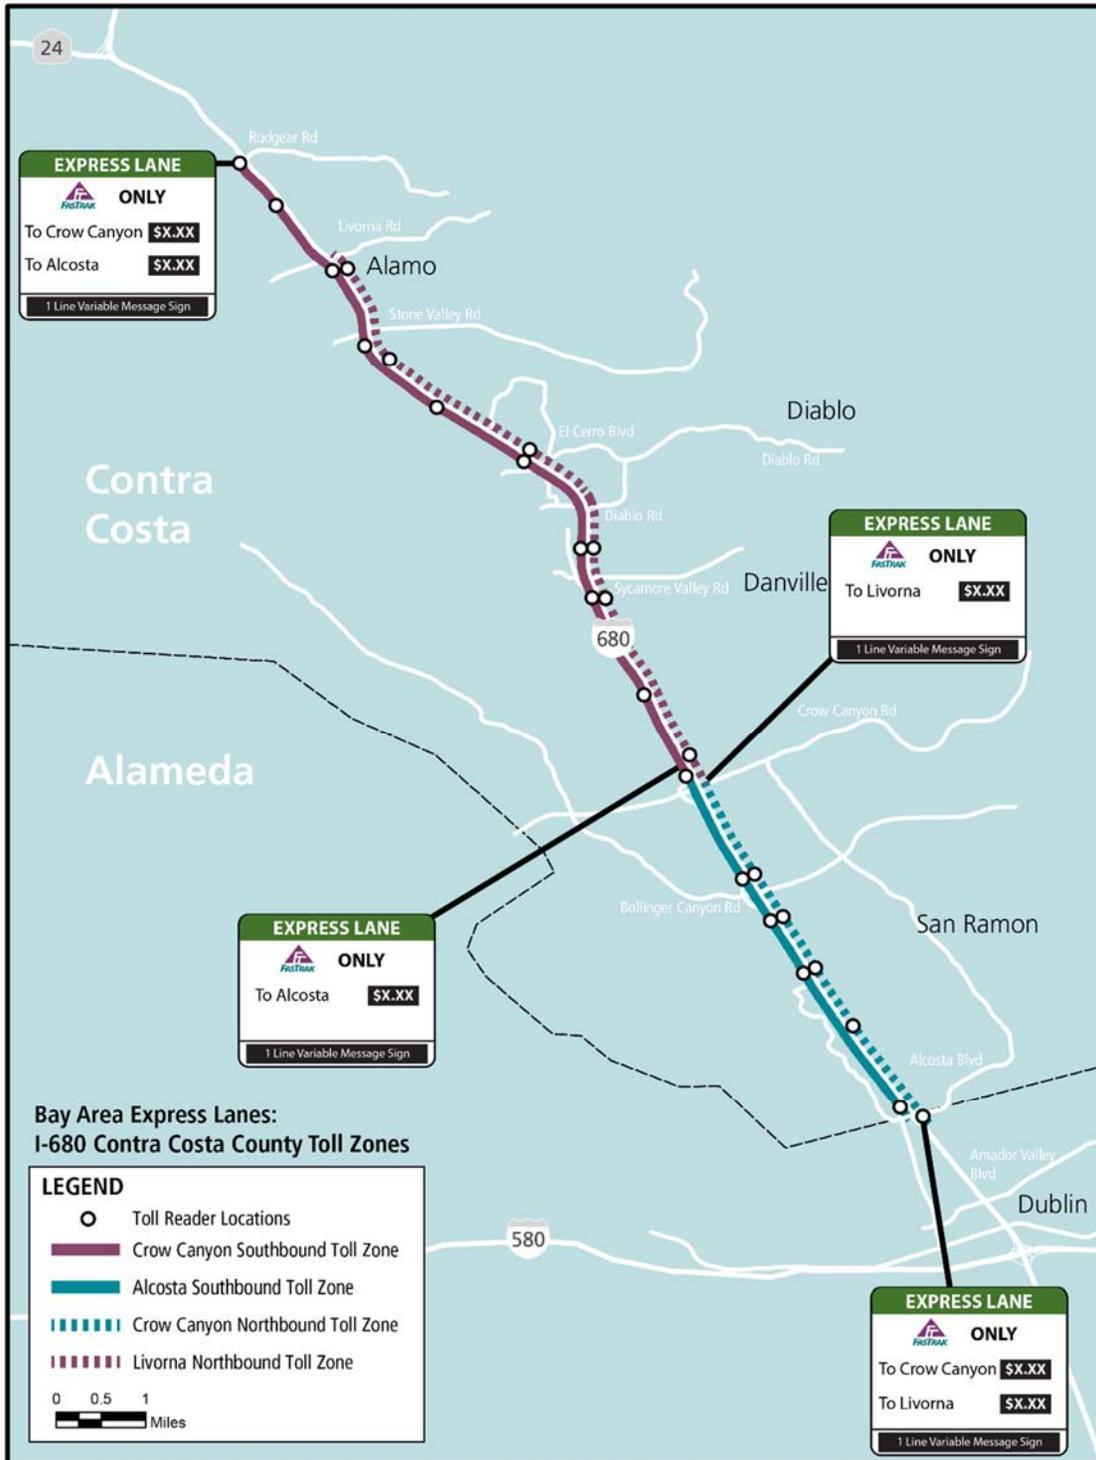 24
Rudgear Rd
EXPRESS LANE
FASTRAK
ONLY
To Crow Canyon $X.XX
To Alcosta $X.XX
1 Line Variable Message Sign
Livorna Rd
Alamo
Stone Valley Rd
Diablo
El Cerro Blvd
Diablo Rd
Contra
Costa
Diablo Rd
EXPRESS LANE
FASTRAK
ONLY
To Livorna $X.XX
1 Line Variable Message Sign
Sycamore Valley Rd
Danville
680
Crow Canyon Rd
Alameda
Bollinger Canyon Rd
San Ramon
EXPRESS LANE
FASTRAK
ONLY
To Alcosta $X.XX
1 Line Variable Message Sign
Alcosta Blvd
Amador Valley
Blvd
Dublin
580
Bay Area Express Lanes:
I-680 Contra Costa County Toll Zones
LEGEND
Toll Reader Locations
Crow Canyon Southbound Toll Zone
Alcosta Southbound Toll Zone
Crow Canyon Northbound Toll Zone
Livorna Northbound Toll Zone
0 0.5 1
Miles
EXPRESS LANE
FASTRAK
ONLY
To Crow Canyon $X.XX
To Livorna $X.XX
1 Line Variable Message Sign